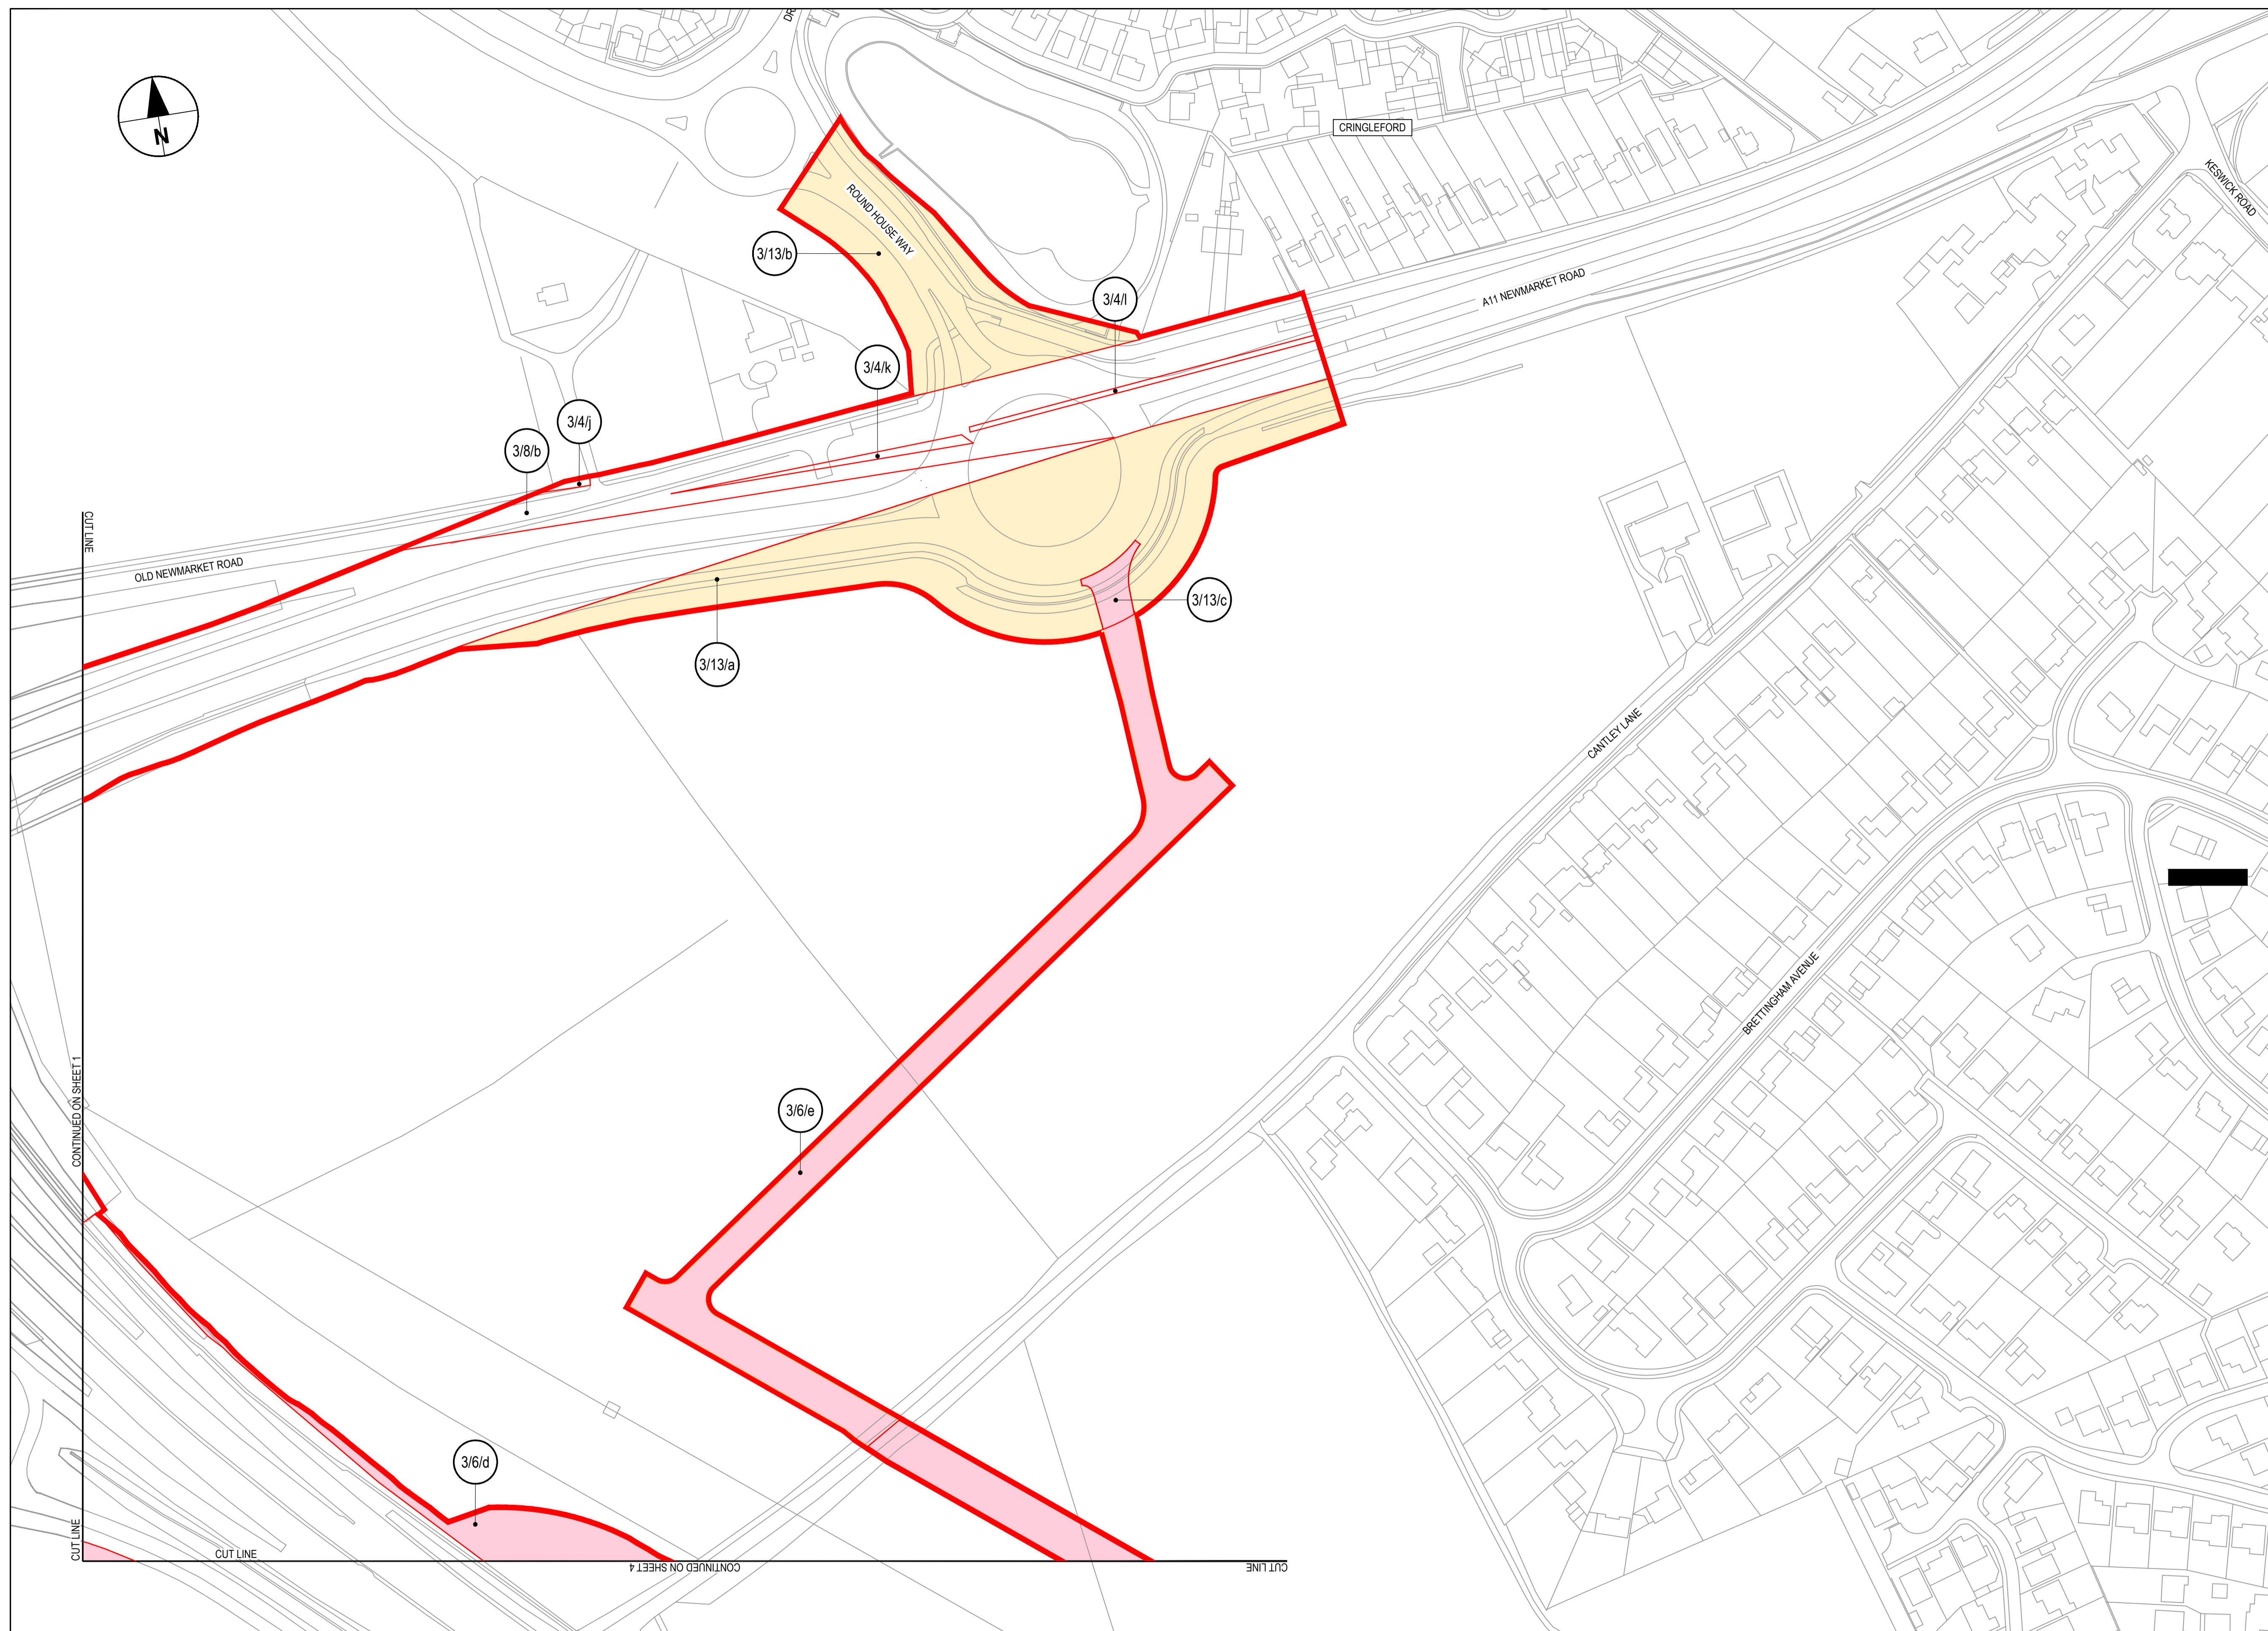 DR
N
CRINGLEFORD
KESWICK ROAD
ROUND HOUSE WAY
3/13/b
A11 NEWMARKET ROAD
3/4/l
3/4/k
3/4/j
3/8/b
CUT LINE
OLD NEWMARKET ROAD
3/13/c
3/13/a
CANTLEY LANE
BRETTINGHAM AVENUE
CONTINUED ON SHEET 1
3/6/e
3/6/d
CUT LINE
CUT LINE
CONTINUED ON SHEET 4
CUT LINE